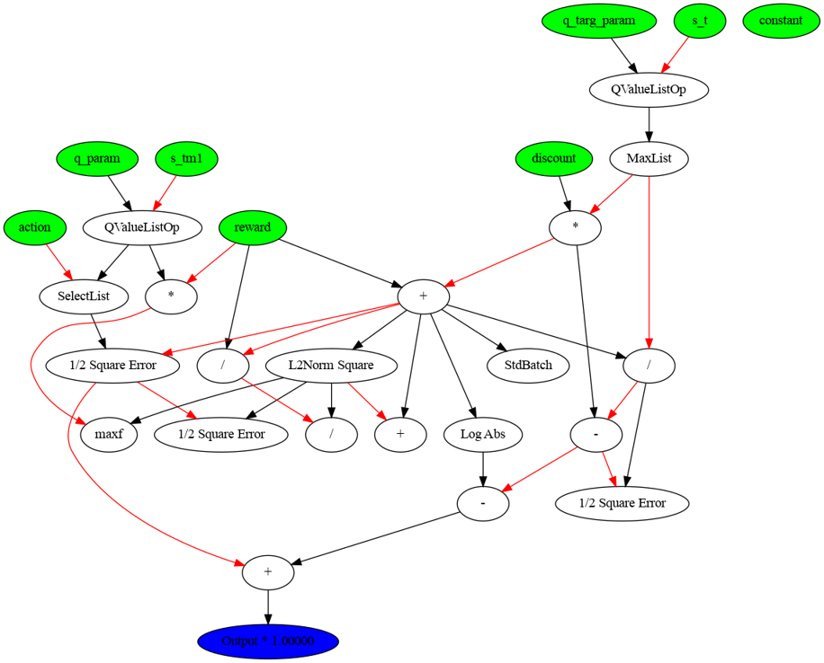 q_targ_param
s_t
constant
QValueListOp
q_param
s_tm1
discount
MaxList
action
QValueListOp
reward
*
SelectList
*
+
1/2 Square Error
/
L2Norm Square
StdBatch
/
maxf
1/2 Square Error
/
+
Log Abs
-
-
1/2 Square Error
+
Output * 1.00000